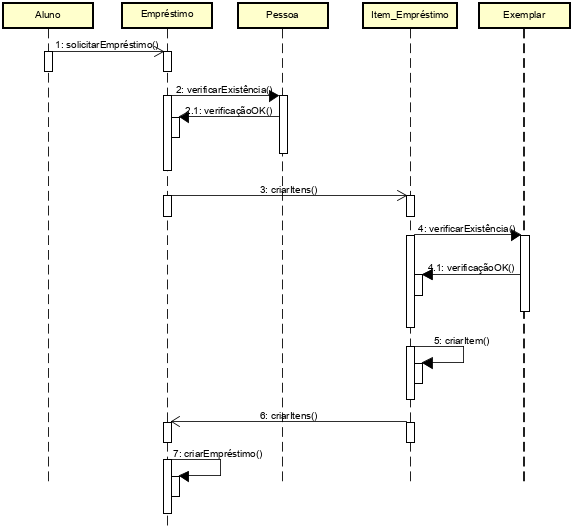 Aluno
Empréstimo
Pessoa
Item_Empréstimo
Exemplar
1: solicitarEmpréstimo()
2: verificarExistência()
2.1: verificaçãoOK()
3: criarItens()
4: verificarExistência()
4.1: verificaçãoOK()
5: criarItem()
6: criarItens()
7: criarEmpréstimo()